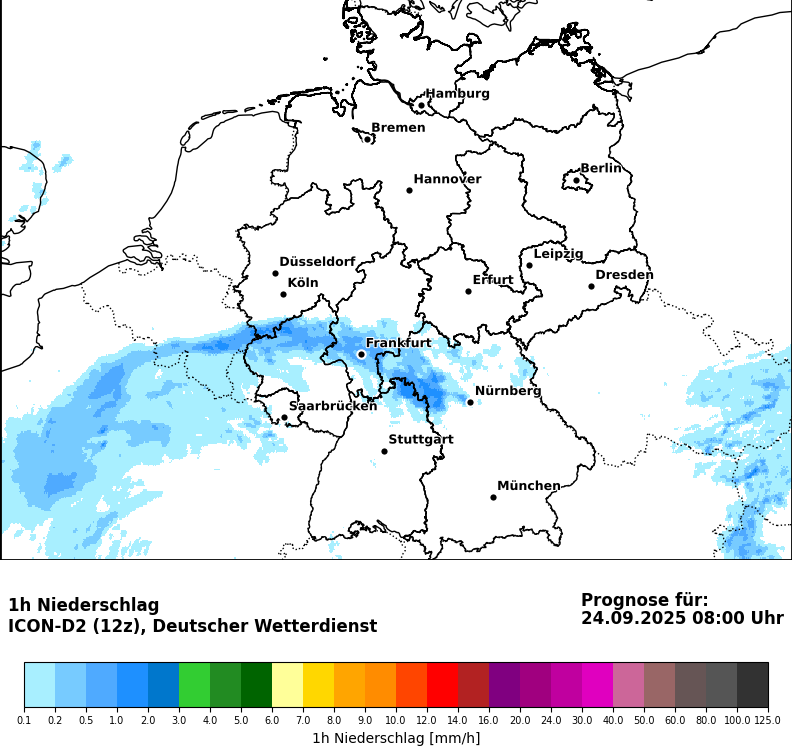 Hamburg
Bremen
Berlin
Hannover
Leipzig
Düsseldorf
Dresden
Köln
Erfurt
Frankfurt
Nürnberg
Saarbrücken
Stuttgart
München
1h Niederschlag
ICON-D2 (12z), Deutscher Wetterdienst
Prognose für:
24.09.2025 08:00 Uhr
0.1 0.2 0.5 1.0 2.0 3.0 4.0 5.0 6.0 7.0 8.0 9.0 10.0 12.0 14.0 16.0 20.0 24.0 30.0 40.0 50.0 60.0 80.0 100.0 125.0
1h Niederschlag [mm/h]